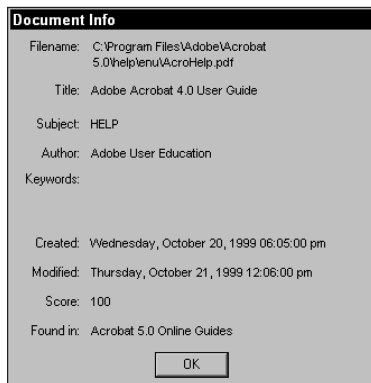 Document Info
Filename: C:\Program Files\Adobe\Acrobat
5.0\help\enu\AcroHelp.pdf
Title: Adobe Acrobat 4.0 User Guide
Subject: HELP
Author: Adobe User Education
Keywords:
Created: Wednesday, October 20, 1999 06:05:00 pm
Modified: Thursday, October 21, 1999 12:06:00 pm
Score: 100
Found in: Acrobat 5.0 Online Guides
OK